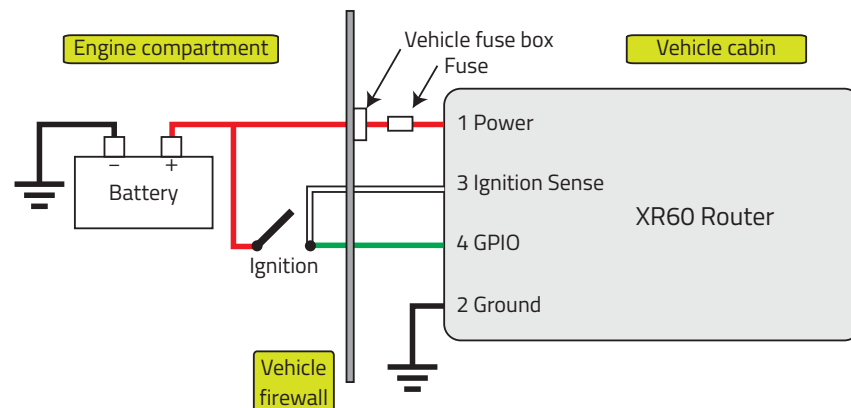 Engine compartment
Vehicle fuse box
Fuse
Vehicle cabin
1 Power
3 Ignition Sense
4 GPIO
2 Ground
XR60 Router
–
+
Battery
Ignition
Vehicle
firewall